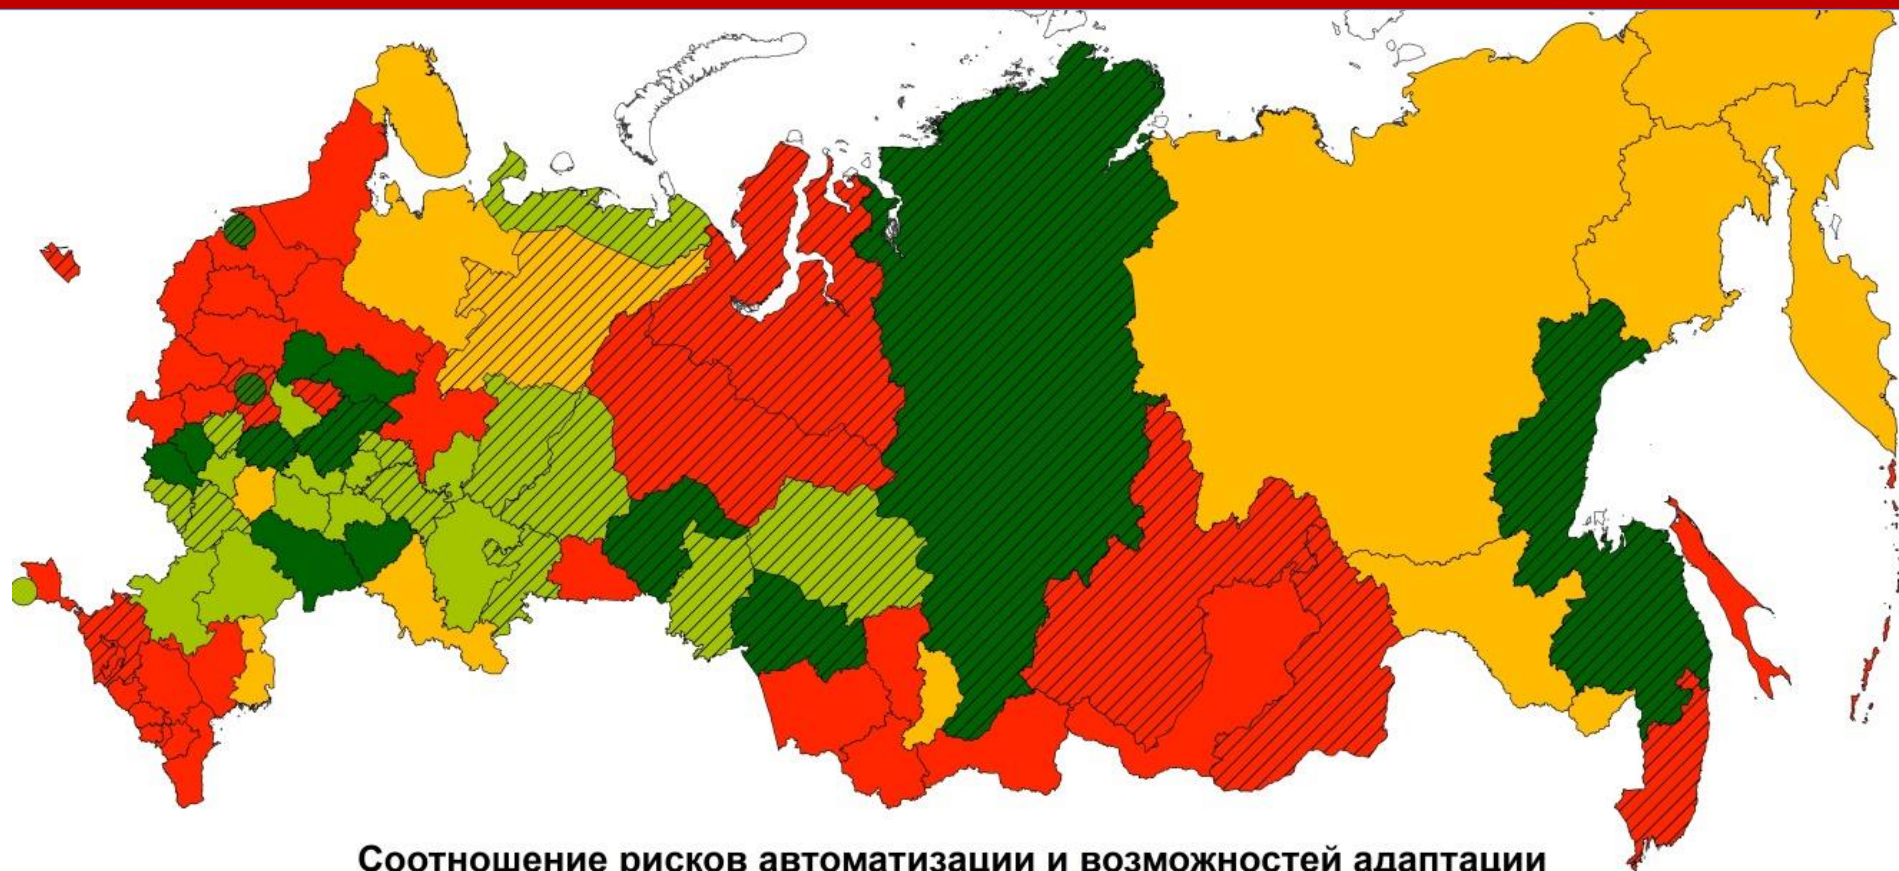 Соотношение рисков автоматизации и возможностей адаптации